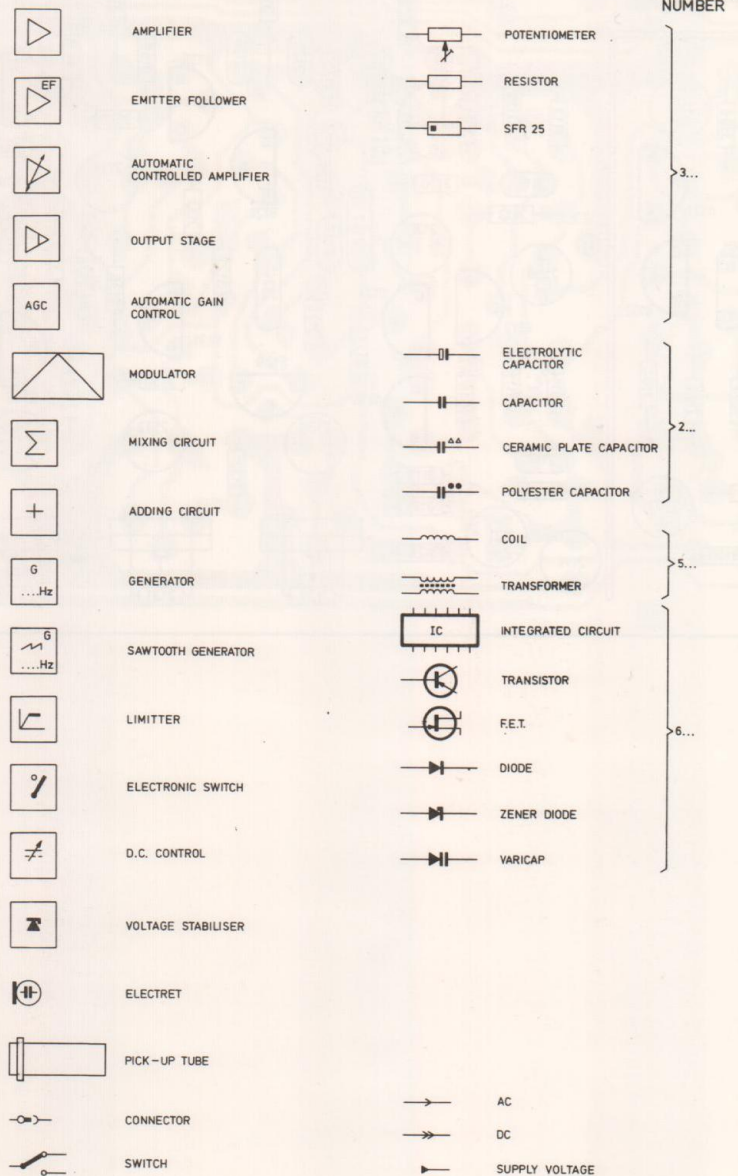 NUMBER
AMPLIFIER
EF
EMITTER FOLLOWER
AUTOMATIC
CONTROLLED AMPLIFIER
OUTPUT STAGE
AGC
AUTOMATIC GAIN
CONTROL
MODULATOR
Σ
MIXING CIRCUIT
+
ADDING CIRCUIT
G
....Hz
GENERATOR
G
....Hz
SAWTOOTH GENERATOR
LIMITTER
ELECTRONIC SWITCH
D.C. CONTROL
VOLTAGE STABILISER
ELECTRET
PICK-UP TUBE
CONNECTOR
SWITCH
POTENTIOMETER
RESISTOR
SFR 25
3...
ELECTROLYTIC
CAPACITOR
CAPACITOR
CERAMIC PLATE CAPACITOR
POLYESTER CAPACITOR
2...
COIL
TRANSFORMER
5...
IC
INTEGRATED CIRCUIT
TRANSISTOR
F.E.T.
DIODE
ZENER DIODE
VARICAP
6...
AC
DC
SUPPLY VOLTAGE